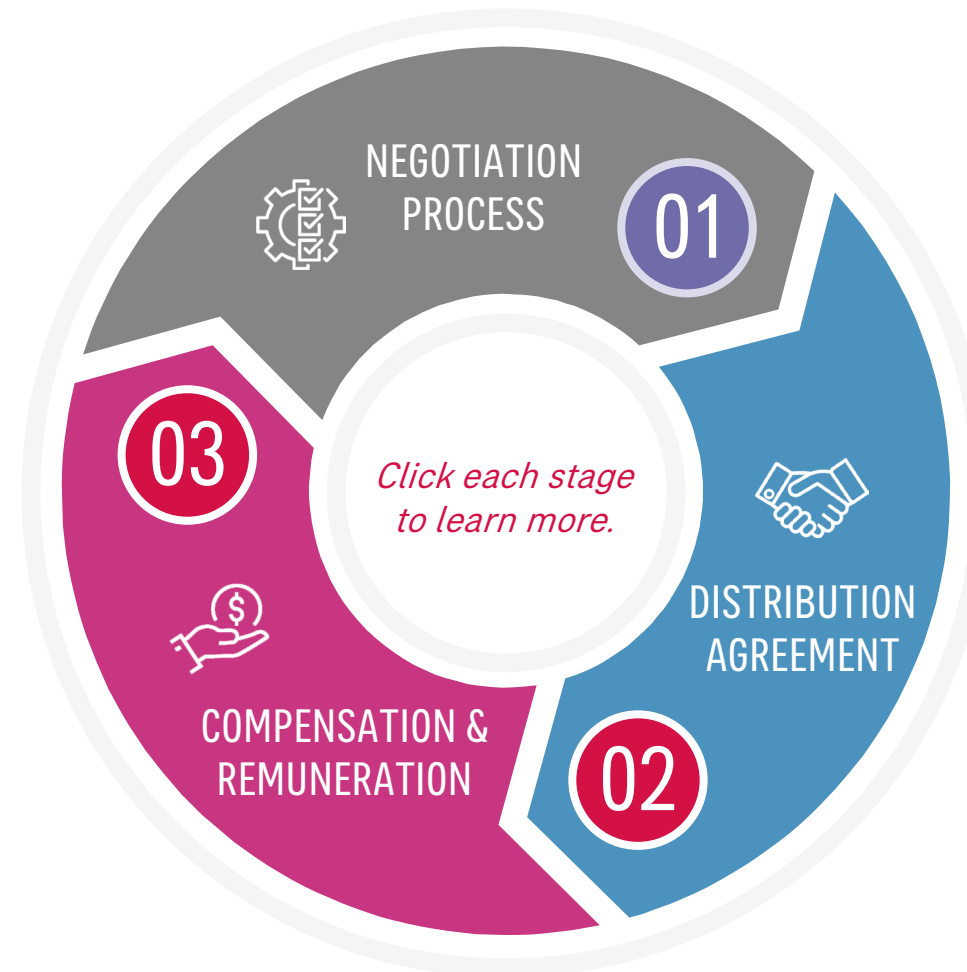 NEGOTIATION
PROCESS
01
DISTRIBUTION
AGREEMENT
02
03
COMPENSATION &
REMUNERATION
Click each stage
to learn more.
$